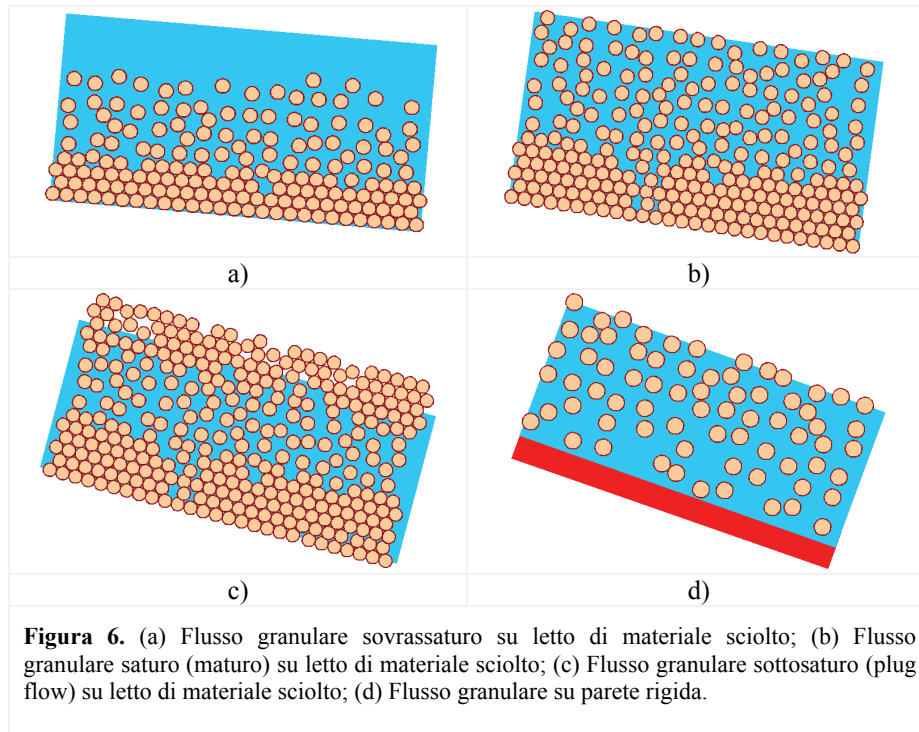 a)
b)
c)
d)
Figura 6. (a) Flusso granulare sovrassaturo su letto di materiale sciolto; (b) Flusso
granulare saturo (maturo) su letto di materiale sciolto; (c) Flusso granulare sottosaturo (plug
flow) su letto di materiale sciolto; (d) Flusso granulare su parete rigida.